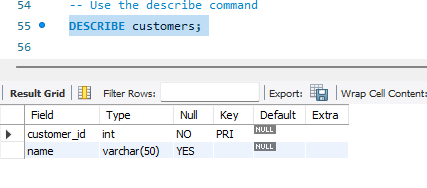 54 -- Use the describe command
55 DESCRIBE customers;
56
Result Grid Filter Rows: Export: Wrap Cell Content:
Field Type Null Key Default Extra
customer_id int NO PRI NULL
name varchar(50) YES NULL